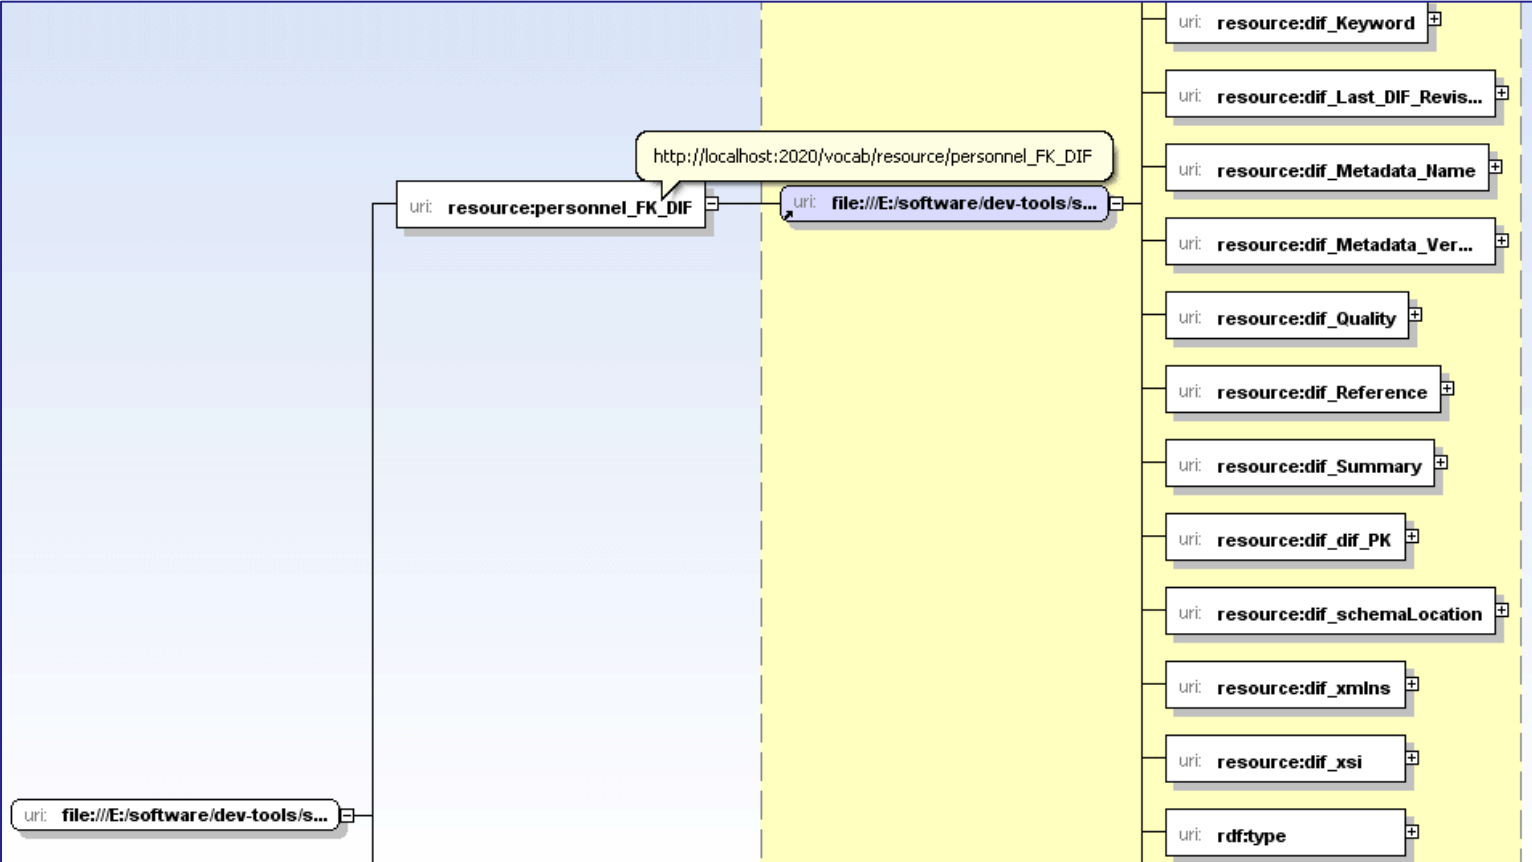 uri: resource:dif_Keyword
uri: resource:dif_Last_DIF_Revis...
http://localhost:2020/vocab/resource/personnel_FK_DIF
uri: resource:dif_Metadata_Name
uri: resource:personnel_FK_DIF
uri: file:///E:/software/dev-tools/s...
uri: resource:dif_Metadata_Ver...
uri: resource:dif_Quality
uri: resource:dif_Reference
uri: resource:dif_Summary
uri: resource:dif_dif_PK
uri: resource:dif_schemaLocation
uri: resource:dif_xmlns
uri: resource:dif_xsi
uri: file:///E:/software/dev-tools/s...
uri: rdf:type